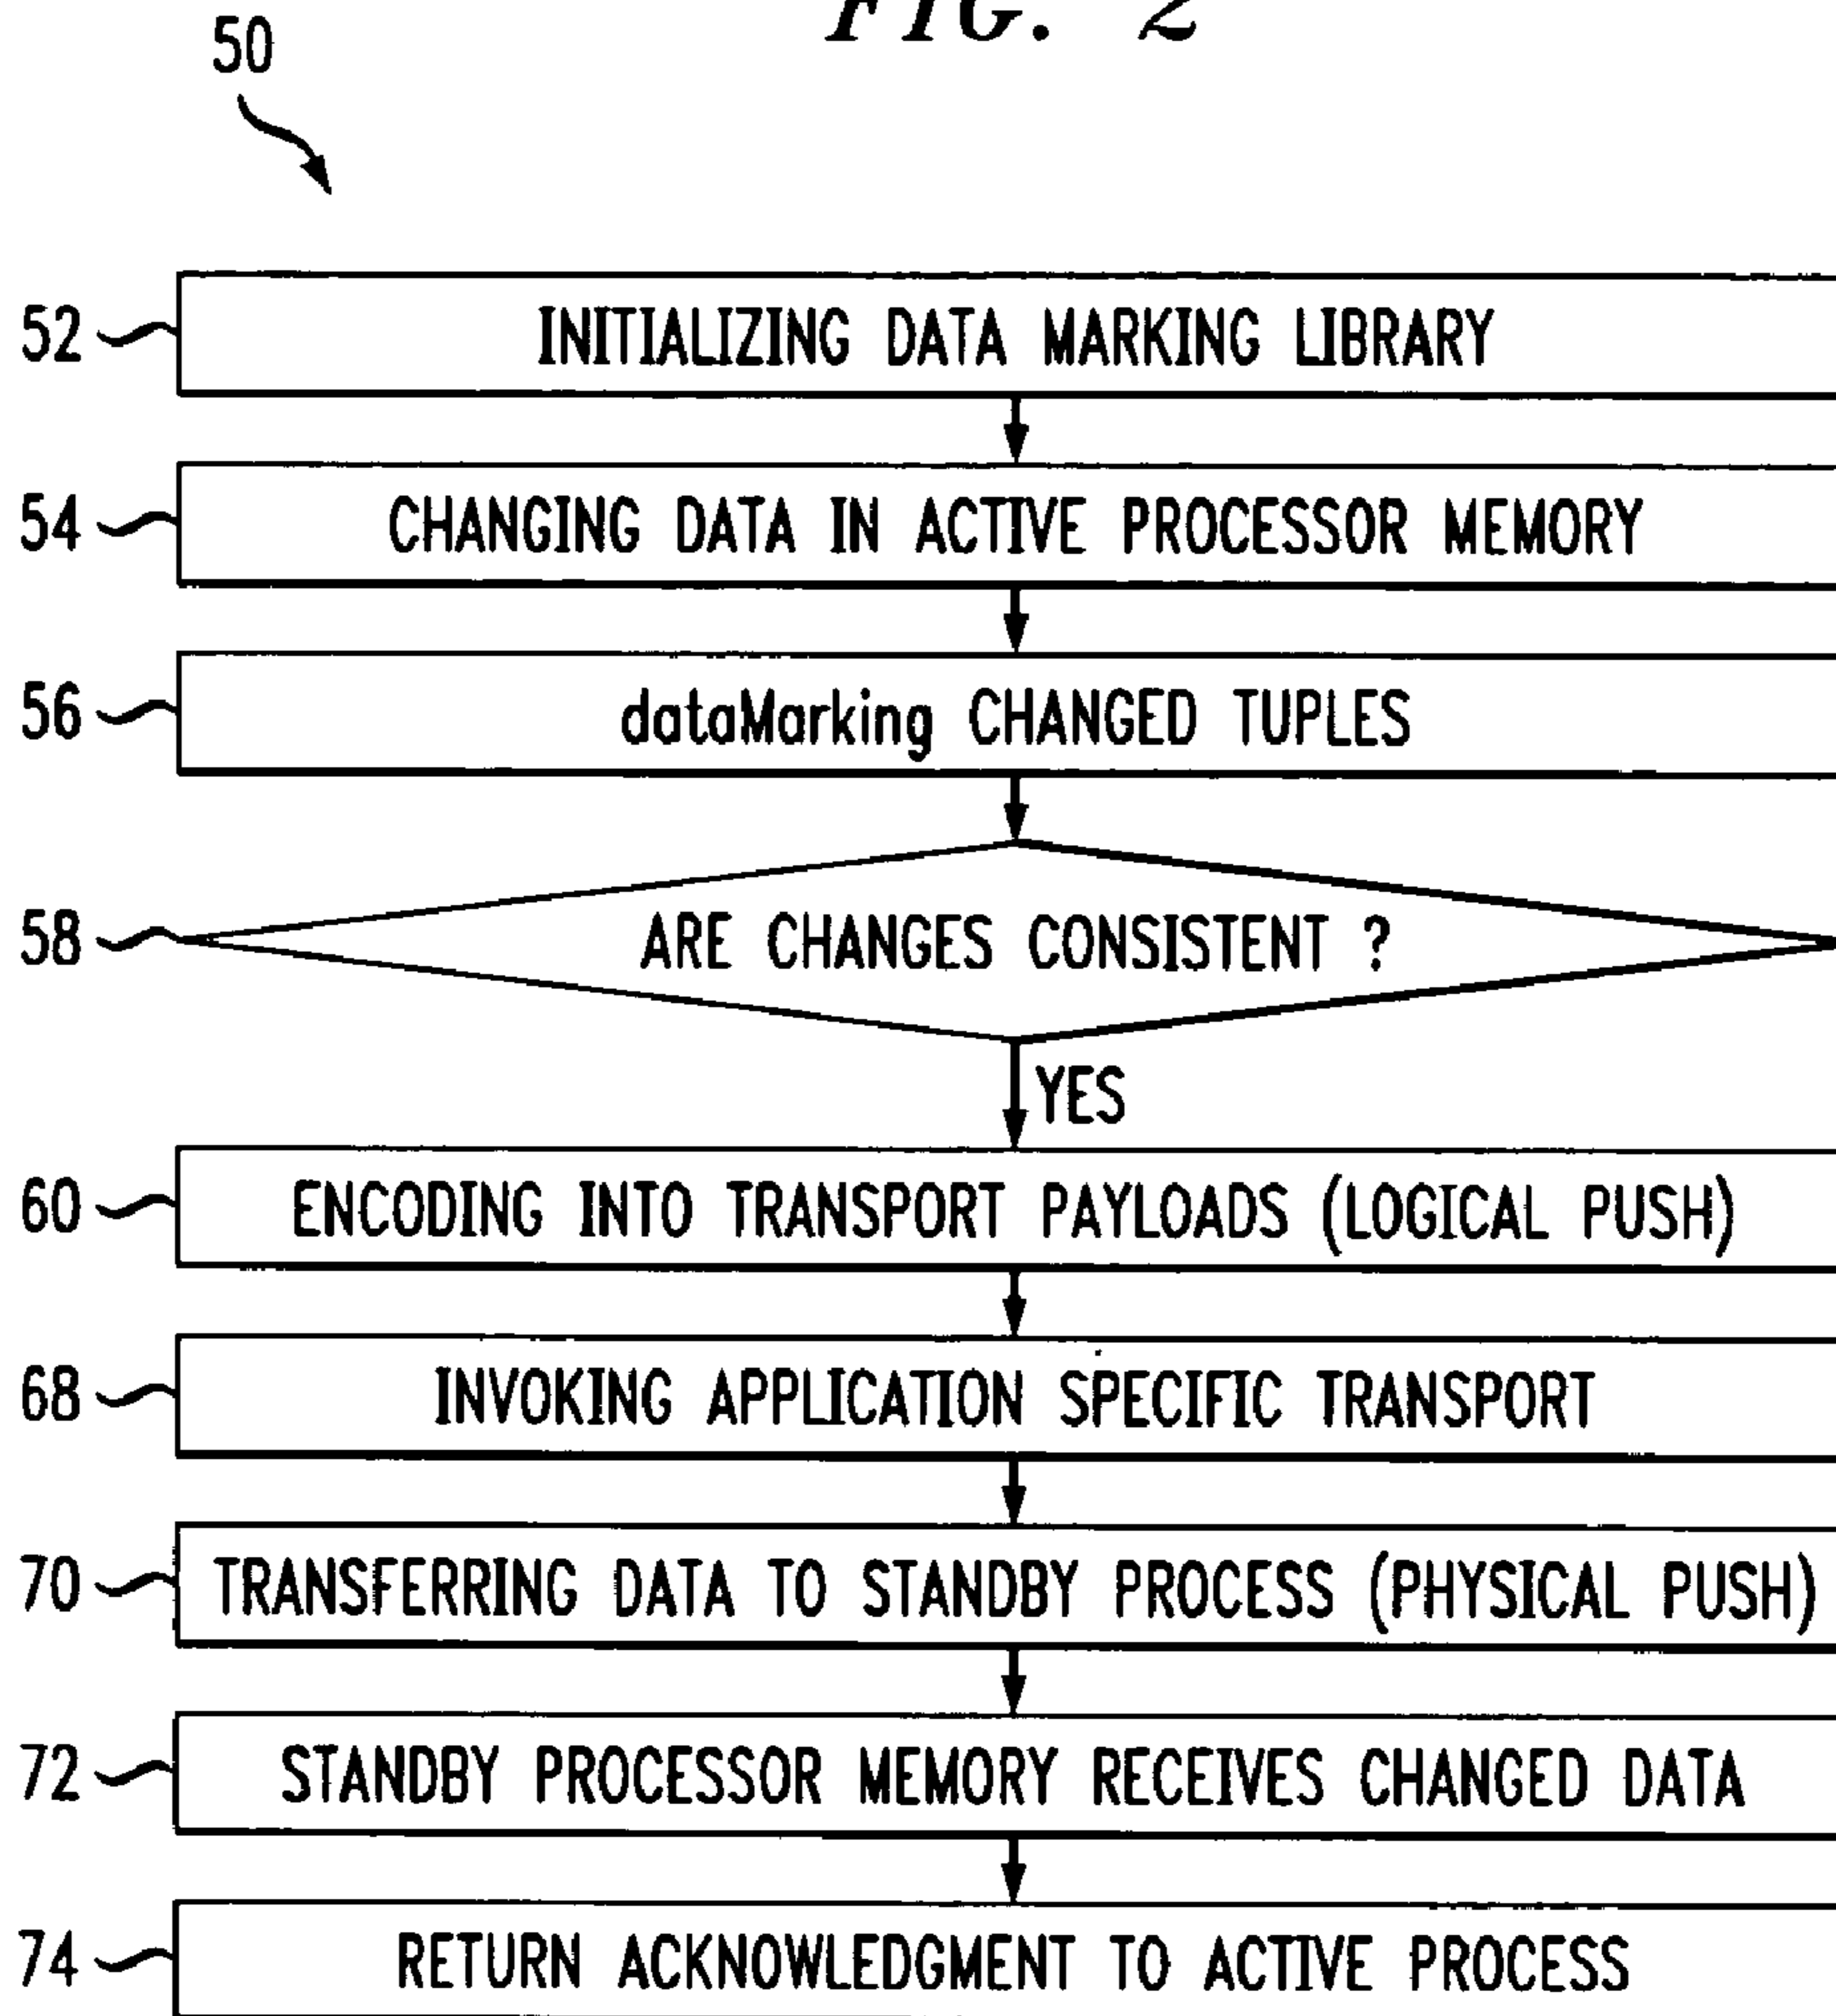 FIG. 2
50
52 INITIALIZING DATA MARKING LIBRARY
54 CHANGING DATA IN ACTIVE PROCESSOR MEMORY
56 dataMarking CHANGED TUPLES
58 ARE CHANGES CONSISTENT ?
YES
60 ENCODING INTO TRANSPORT PAYLOADS (LOGICAL PUSH)
68 INVOKING APPLICATION SPECIFIC TRANSPORT
70 TRANSFERRING DATA TO STANDBY PROCESS (PHYSICAL PUSH)
72 STANDBY PROCESSOR MEMORY RECEIVES CHANGED DATA
74 RETURN ACKNOWLEDGMENT TO ACTIVE PROCESS